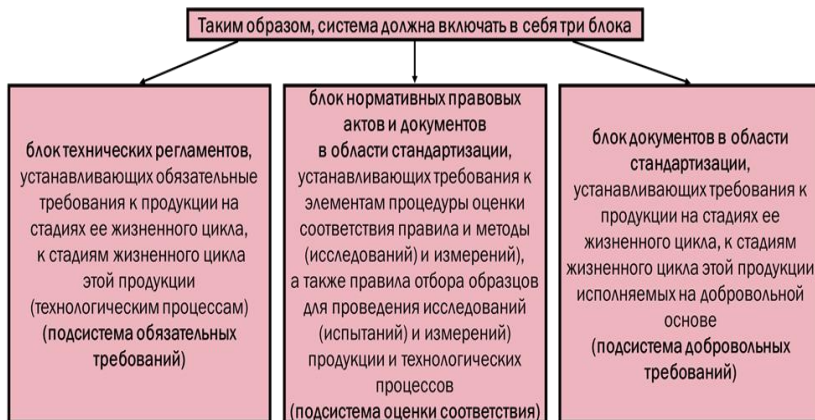 Таким образом, система должна включать в себя три блока
блок технических регламентов,
устанавливающих обязательные
требования к продукции на
стадиях ее жизненного цикла,
к стадиям жизненного цикла
этой продукции
(технологическим процессам)
(подсистема обязательных
требований)
блок нормативных правовых
актов и документов
в области стандартизации,
устанавливающих требования к
элементам процедуры оценки
соответствия правила и методы
(исследований) и измерений),
а также правила отбора образцов
для проведения исследований
(испытаний) и измерений)
продукции и технологических
процессов
(подсистема оценки соответствия)
блок документов в области
стандартизации,
устанавливающих требования к
продукции на стадиях ее
жизненного цикла, к стадиям
жизненного цикла этой продукции
исполняемых на добровольной
основе
(подсистема добровольных
требований)